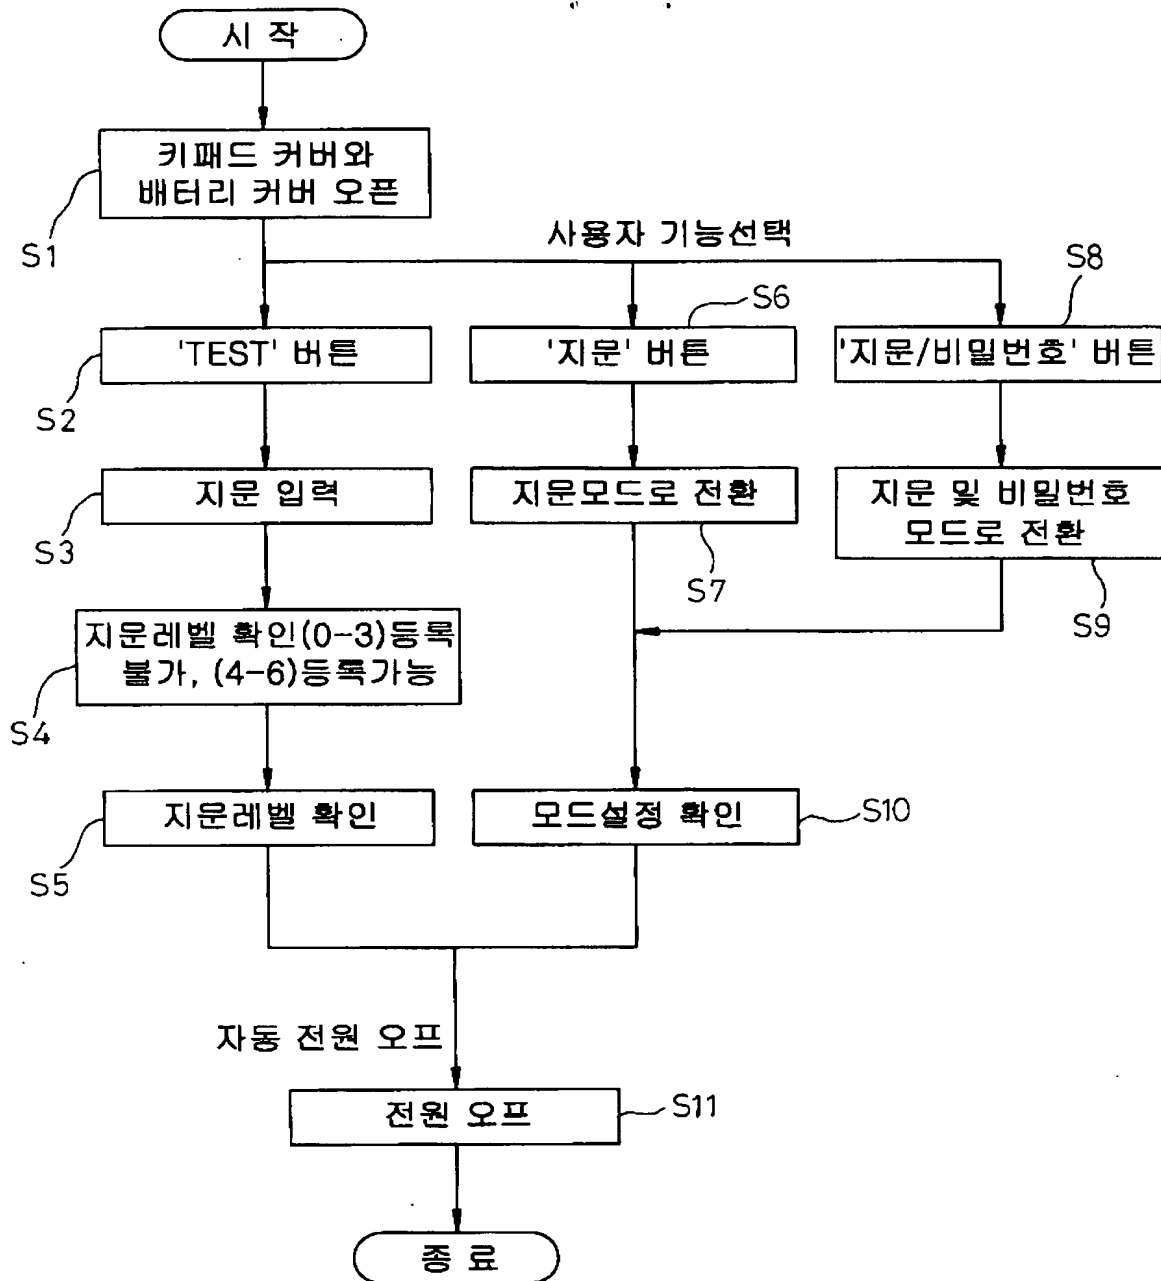 시 작
키패드 커버와
배터리 커버 오픈
S1
사용자 기능선택
S8
S6
'TEST' 버튼
'지문' 버튼
'지문/비밀번호' 버튼
S2
지문 입력
지문모드로 전환
지문 및 비밀번호
모드로 전환
S3
S7
S9
지문레벨 확인(0-3)등록
불가, (4-6)등록가능
S4
지문레벨 확인
모드설정 확인
S10
S5
자동 전원 오프
전원 오프
S11
종 료